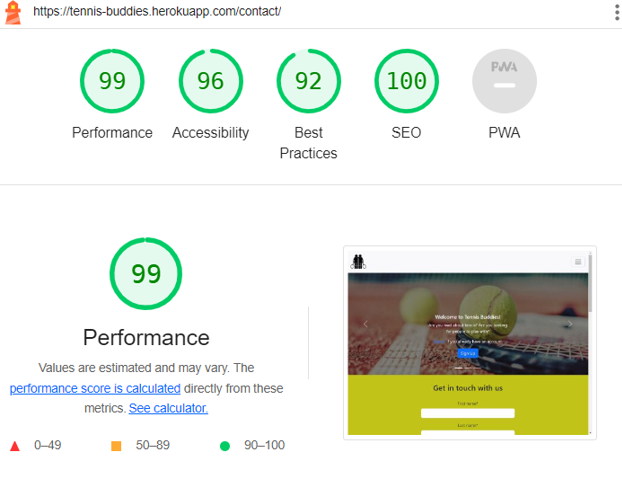 https://tennis-buddies.herokuapp.com/contact/
99 96 92 100 PWA
Performance Accessibility Best Practices SEO PWA
99
Performance
Values are estimated and may vary. The
performance score is calculated directly from these
metrics. See calculator.
0–49 50–89 90–100
Welcome to Tennis Buddies!
Sign Up
Get in touch with us
First name*
Last name*